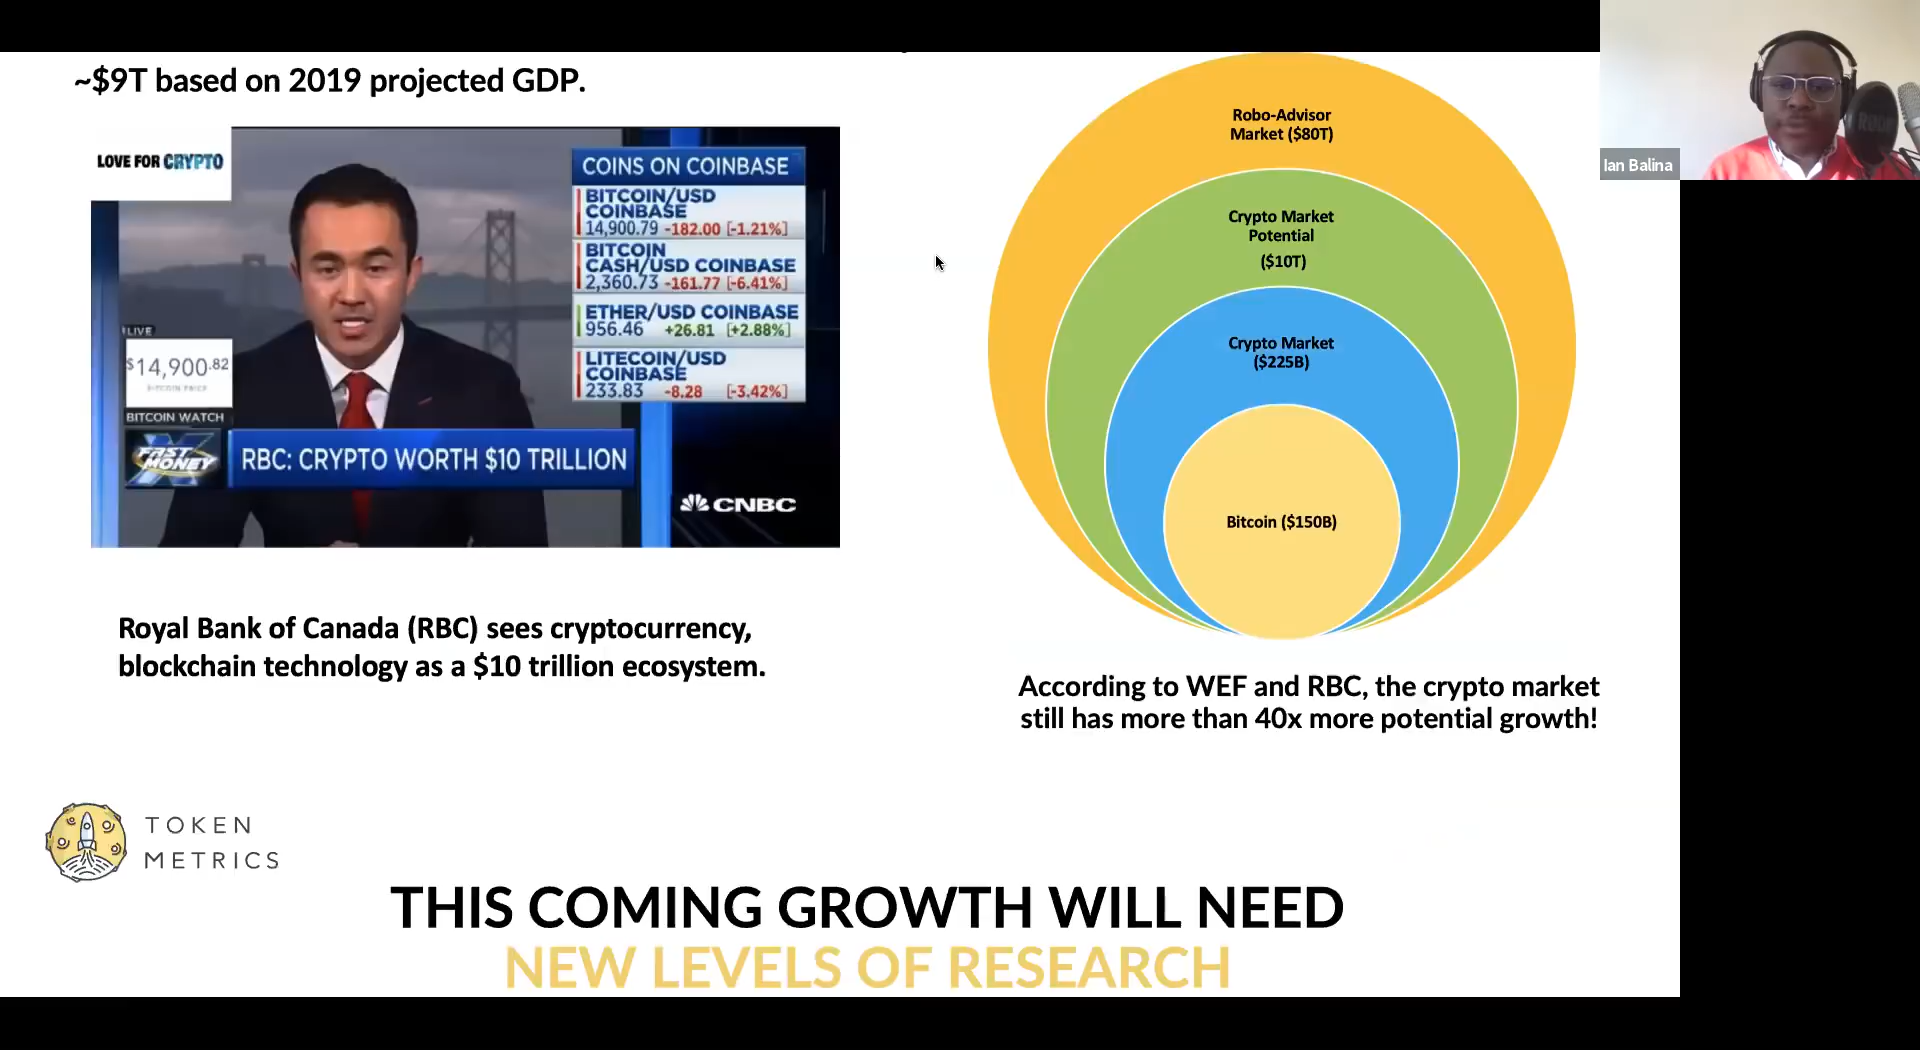 ~$9T based on 2019 projected GDP.
LOVE FOR CRYPTO
COINS ON COINBASE
BITCOIN/USD
COINBASE
14,900.79 -182.00 [-1.21%]
BITCOIN
CASH/USD COINBASE
2,360.73 -161.77 [-6.41%]
ETHER/USD COINBASE
956.46 +26.81 [+2.88%]
LITECOIN/USD
COINBASE
233.83 -8.28 [-3.42%]
LIVE
$14,900.82
BITCOIN PRICE
BITCOIN WATCH
FAST
MONEY
RBC: CRYPTO WORTH $10 TRILLION
CNBC
Royal Bank of Canada (RBC) sees cryptocurrency,
blockchain technology as a $10 trillion ecosystem.
Robo-Advisor
Market ($80T)
Crypto Market
Potential
($10T)
Crypto Market
($225B)
Bitcoin ($150B)
According to WEF and RBC, the crypto market
still has more than 40x more potential growth!
Ian Balina
TOKEN
METRICS
THIS COMING GROWTH WILL NEED
NEW LEVELS OF RESEARCH